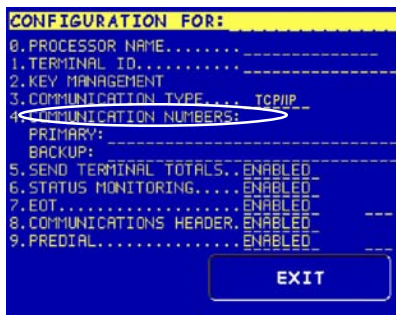 CONFIGURATION FOR:
0.PROCESSOR NAME........
1.TERMINAL ID...........
2.KEY MANAGEMENT
3.COMMUNICATION TYPE.... TCP/IP
4.COMMUNICATION NUMBERS:
PRIMARY:
BACKUP:
5.SEND TERMINAL TOTALS..ENABLED
6.STATUS MONITORING.....ENABLED
7.EOT...................ENABLED
8.COMMUNICATIONS HEADER.ENABLED
9.PREDIAL...............ENABLED
EXIT